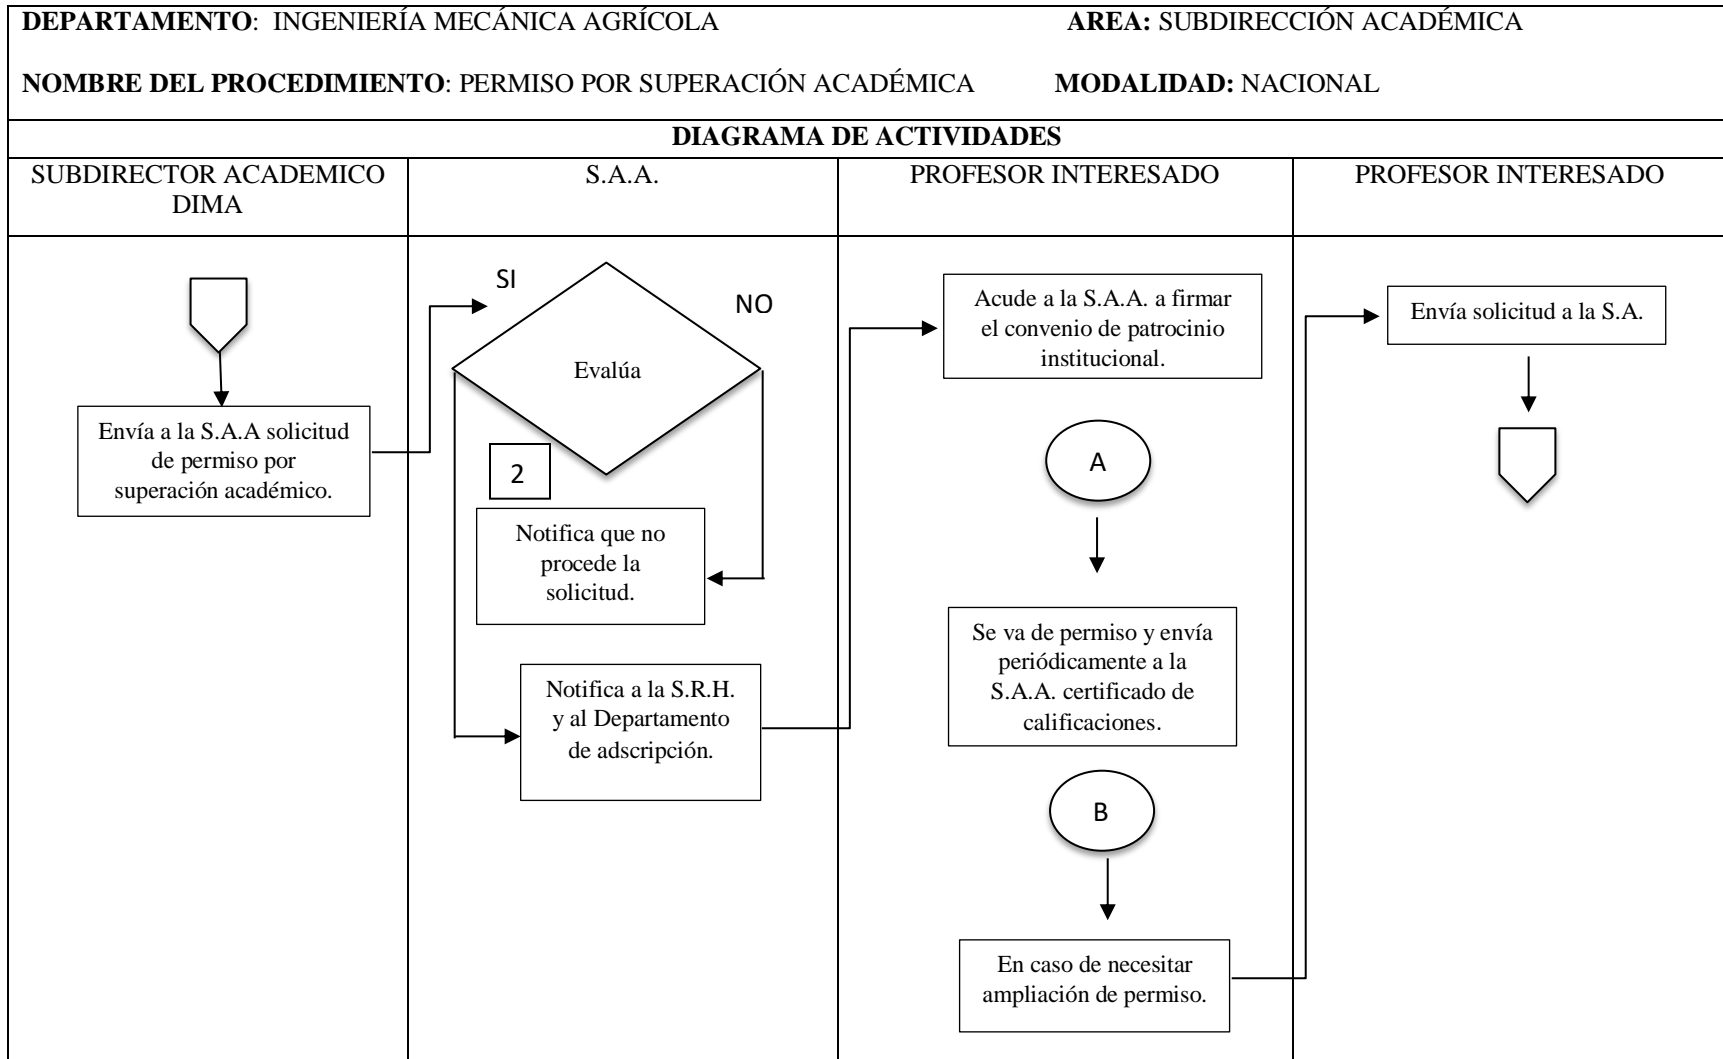 DEPARTAMENTO: INGENIERÍA MECÁNICA AGRÍCOLA
AREA: SUBDIRECCIÓN ACADÉMICA
NOMBRE DEL PROCEDIMIENTO: PERMISO POR SUPERACIÓN ACADÉMICA
MODALIDAD: NACIONAL
DIAGRAMA DE ACTIVIDADES
SUBDIRECTOR ACADEMICO
DIMA
S.A.A.
PROFESOR INTERESADO
PROFESOR INTERESADO
Envía a la S.A.A solicitud
de permiso por
superación académico.
SI
NO
Evalúa
2
Notifica que no
procede la
solicitud.
Notifica a la S.R.H.
y al Departamento
de adscripción.
Acude a la S.A.A. a firmar
el convenio de patrocinio
institucional.
A
Se va de permiso y envía
periódicamente a la
S.A.A. certificado de
calificaciones.
B
En caso de necesitar
ampliación de permiso.
Envía solicitud a la S.A.